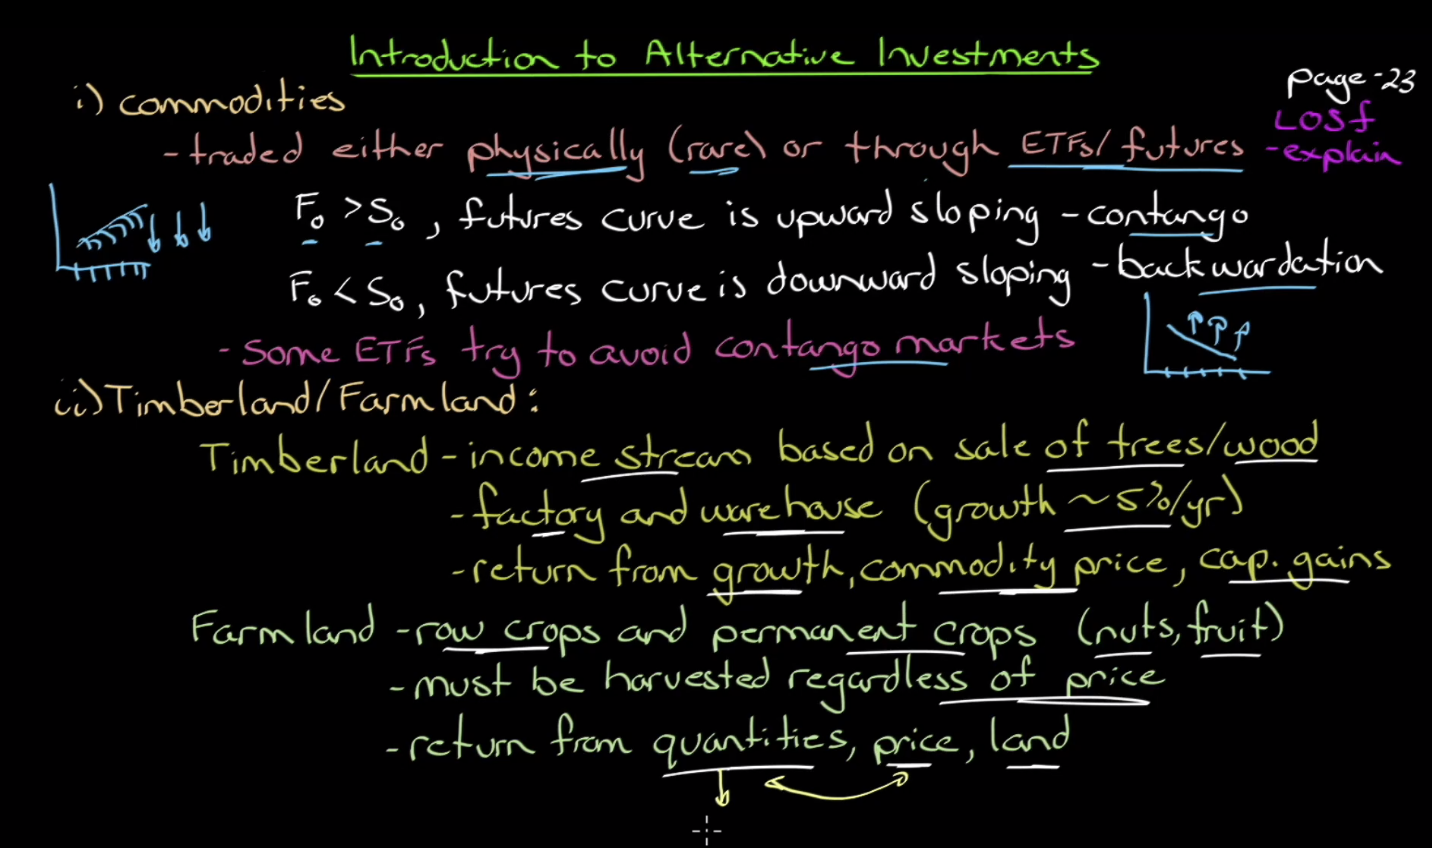 Introduction to Alternative Investments
page-23
LOS f
-explain
i) commodities
-traded either physically (rare) or through ETFs/futures
F₀ > S₀, futures curve is upward sloping - contango
F₀ < S₀, futures curve is downward sloping - backwardation
- Some ETFs try to avoid contango markets
ii) Timberland/Farmland:
Timberland - income stream based on sale of trees/wood
- factory and warehouse (growth ~5%/yr)
- return from growth, commodity price, cap. gains
Farmland - row crops and permanent crops (nuts, fruit)
- must be harvested regardless of price
- return from quantities, price, land